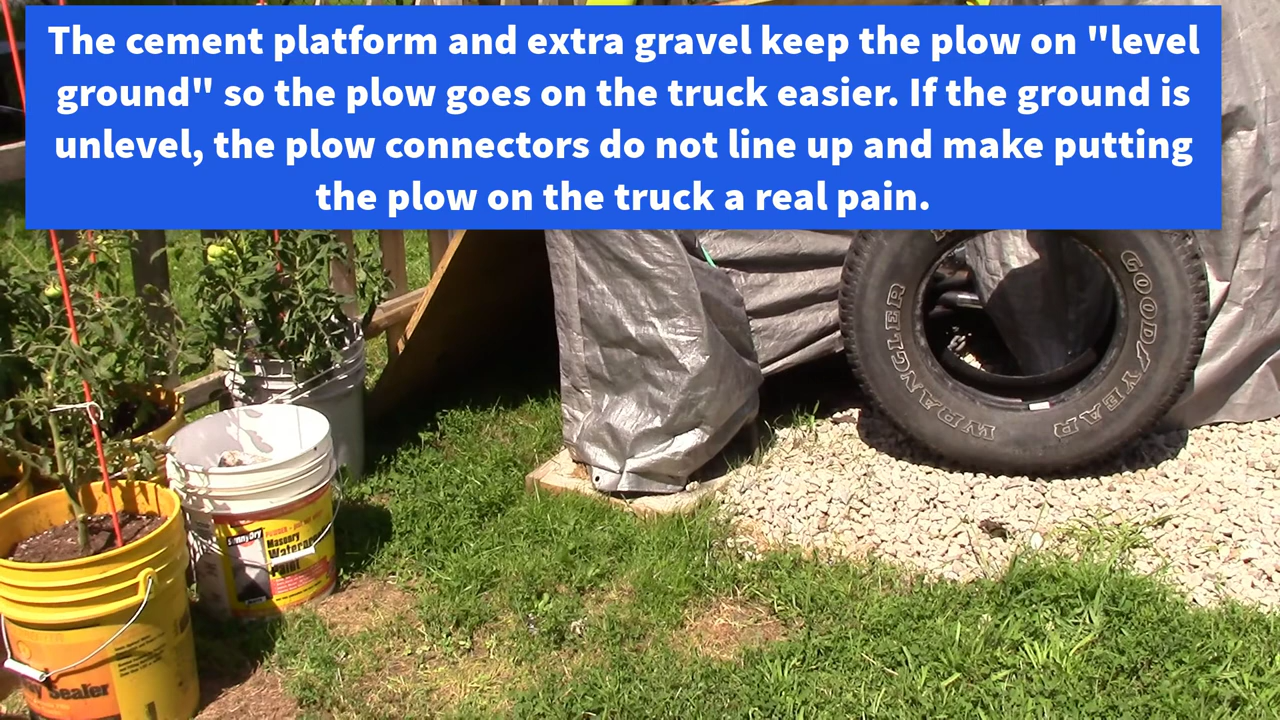 The cement platform and extra gravel keep the plow on "level
ground" so the plow goes on the truck easier. If the ground is
unlevel, the plow connectors do not line up and make putting
the plow on the truck a real pain.
WRANGLER
GOODYEAR
SunnyDry
Masonry
Paint
Sealer